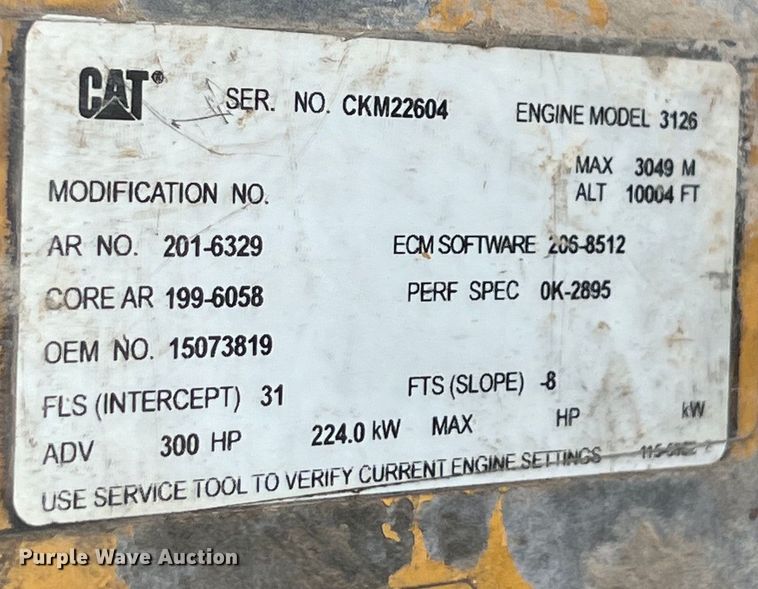 CAT® SER. NO. CKM22604 ENGINE MODEL 3126
MAX 3049 M
MODIFICATION NO. ALT 10004 FT
AR NO. 201-6329 ECM SOFTWARE 206-8512
CORE AR 199-6058 PERF SPEC 0K-2895
OEM NO. 15073819
FLS (INTERCEPT) 31 FTS (SLOPE) -8
ADV 300 HP 224.0 kW MAX HP kW
USE SERVICE TOOL TO VERIFY CURRENT ENGINE SETTINGS
Purple Wave Auction